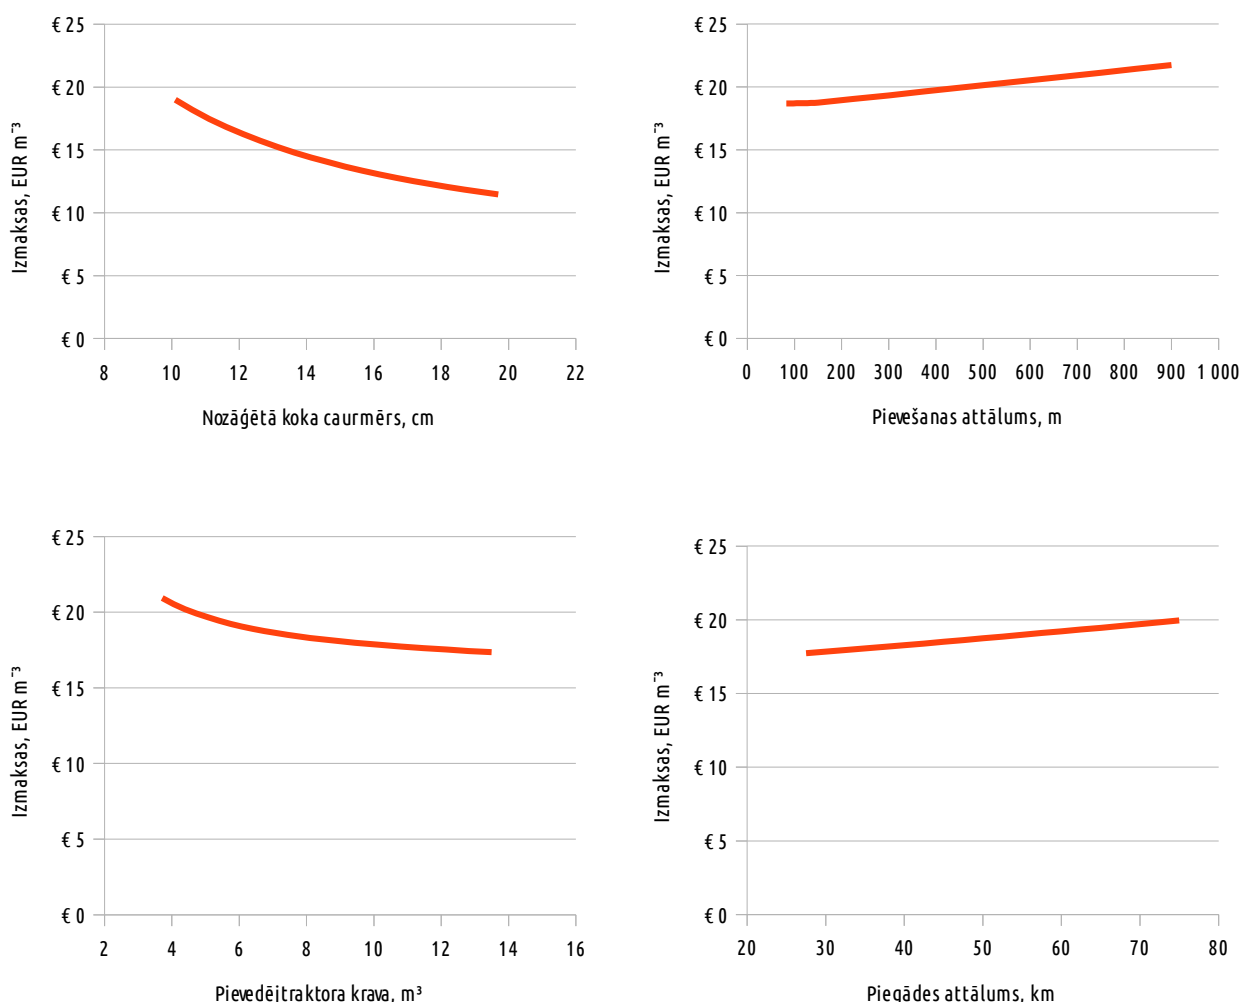 € 25
€ 20
€ 15
€ 10
€ 5
€ 0
8 10 12 14 16 18 20 22
Izmaksas, EUR m⁻³
Nozāģētā koka caurmērs, cm
€ 25
€ 20
€ 15
€ 10
€ 5
€ 0
0 100 200 300 400 500 600 700 800 900 1 000
Izmaksas, EUR m⁻³
Pievešanas attālums, m
€ 25
€ 20
€ 15
€ 10
€ 5
€ 0
2 4 6 8 10 12 14 16
Izmaksas, EUR m⁻³
Pievedējtraktora krava, m³
€ 25
€ 20
€ 15
€ 10
€ 5
€ 0
20 30 40 50 60 70 80
Izmaksas, EUR m⁻³
Piegādes attālums, km